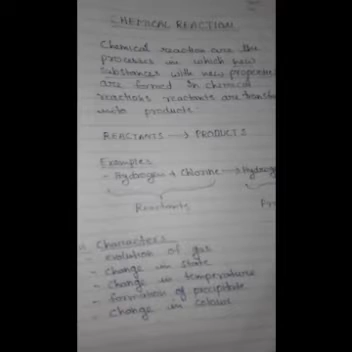 CHEMICAL REACTION
Chemical reaction are the
processes in which new
substances with new properties
are formed In chemical
reactions reactants are
into products
REACTANTS → PRODUCTS
Examples
- Hydrogen + Chlorine →
Reactants
Characters
- evolution of gas
- change in state
- change in temperature
- formation of precipitate
- change in colour